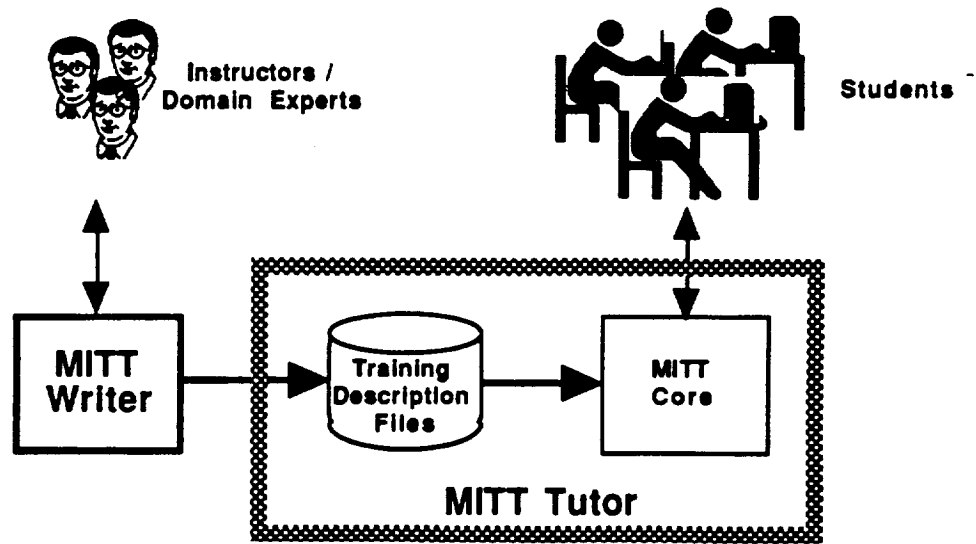 Instructors /
Domain Experts
Students
MITT
Writer
Training
Description
Files
MITT
Core
MITT Tutor